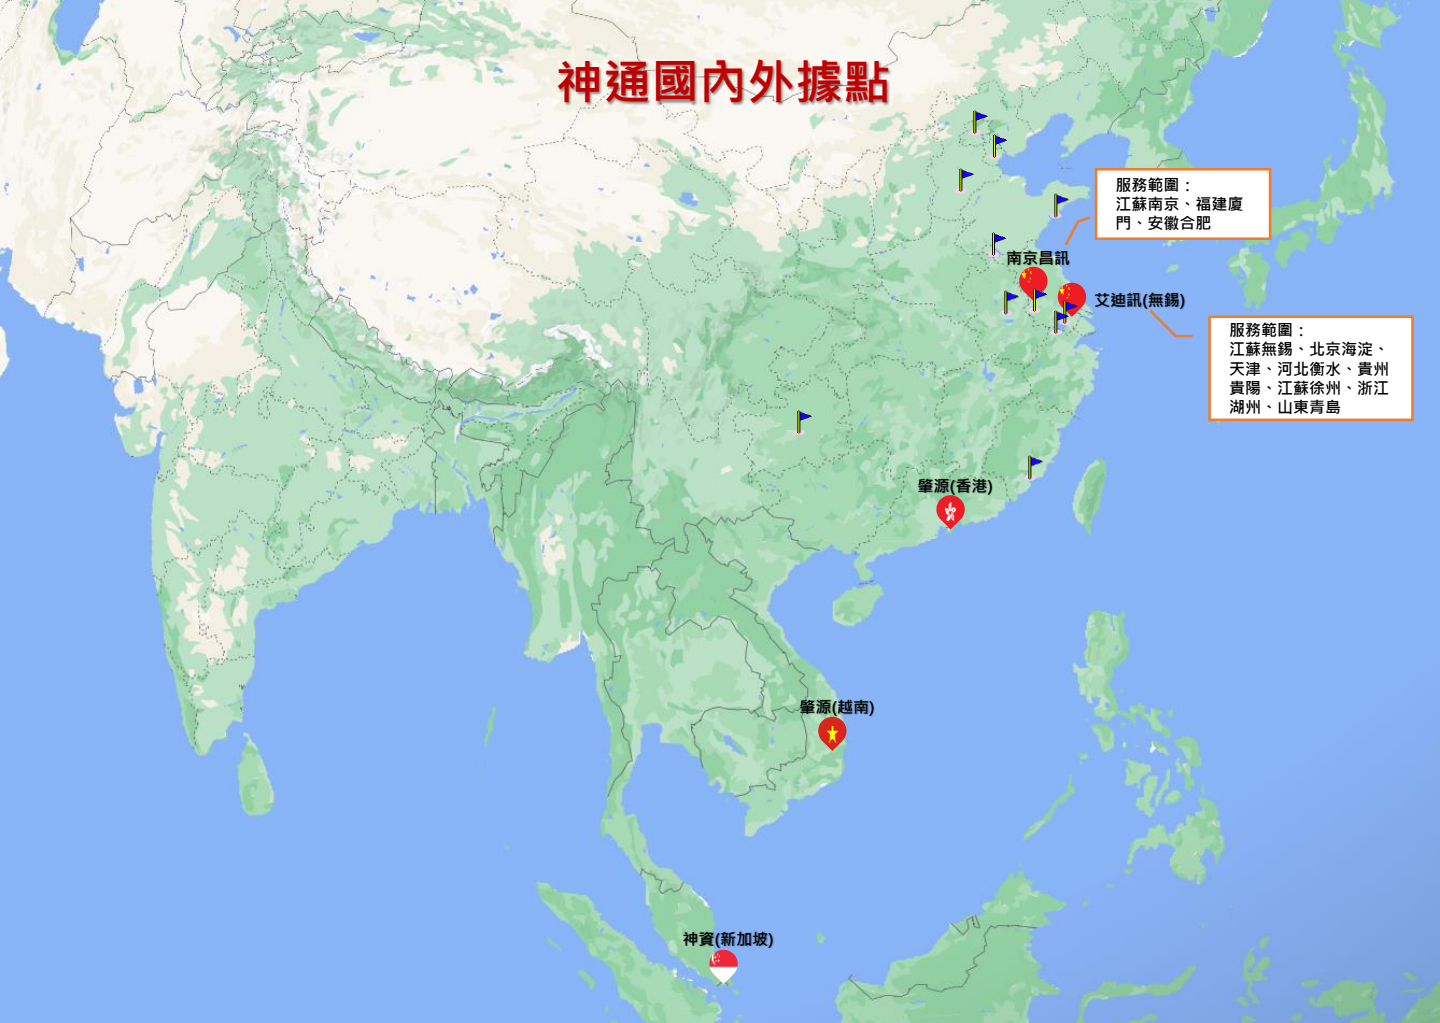 神通國內外據點
服務範圍：
江蘇南京、福建廈
門、安徽合肥
南京昌訊
艾迪訊(無錫)
服務範圍：
江蘇無錫、北京海淀、
天津、河北衡水、貴州
貴陽、江蘇徐州、浙江
湖州、山東青島
肇源(香港)
肇源(越南)
神資(新加坡)